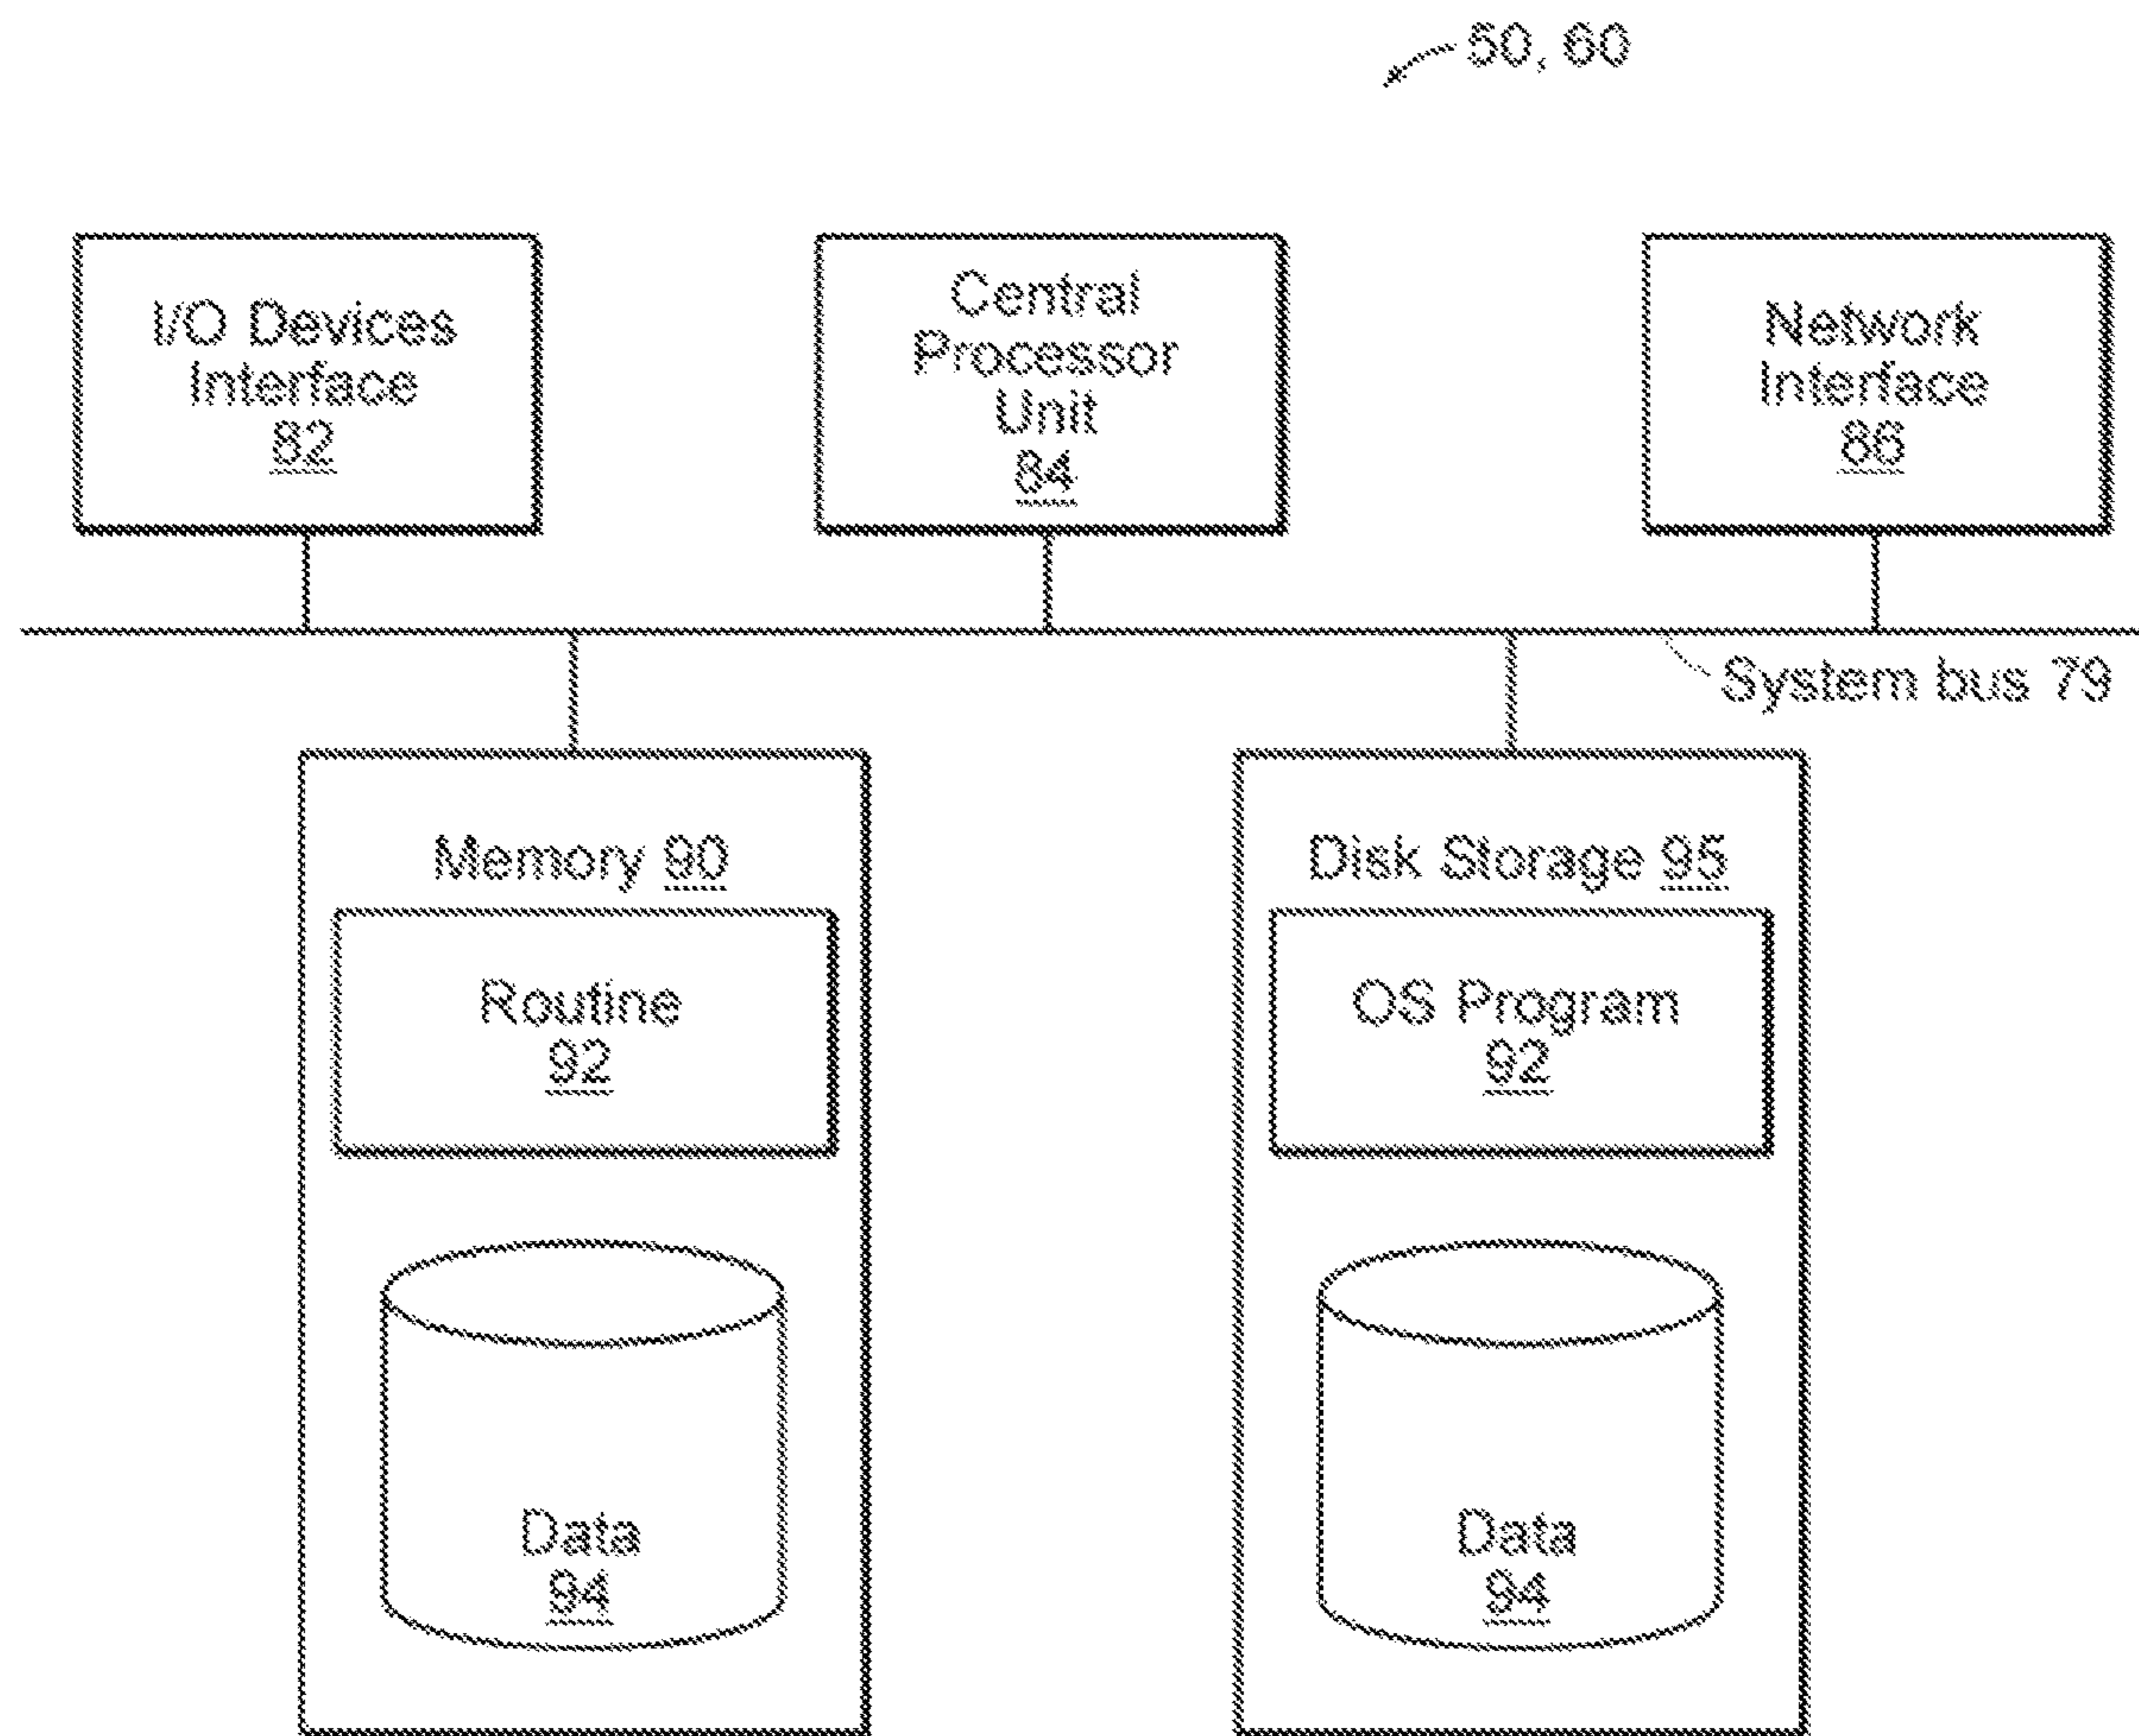 50, 60
I/O Devices
Interface
82
Central
Processor
Unit
84
Network
Interface
86
System bus 79
Memory 90
Routine
92
Data
94
Disk Storage 95
OS Program
92
Data
94